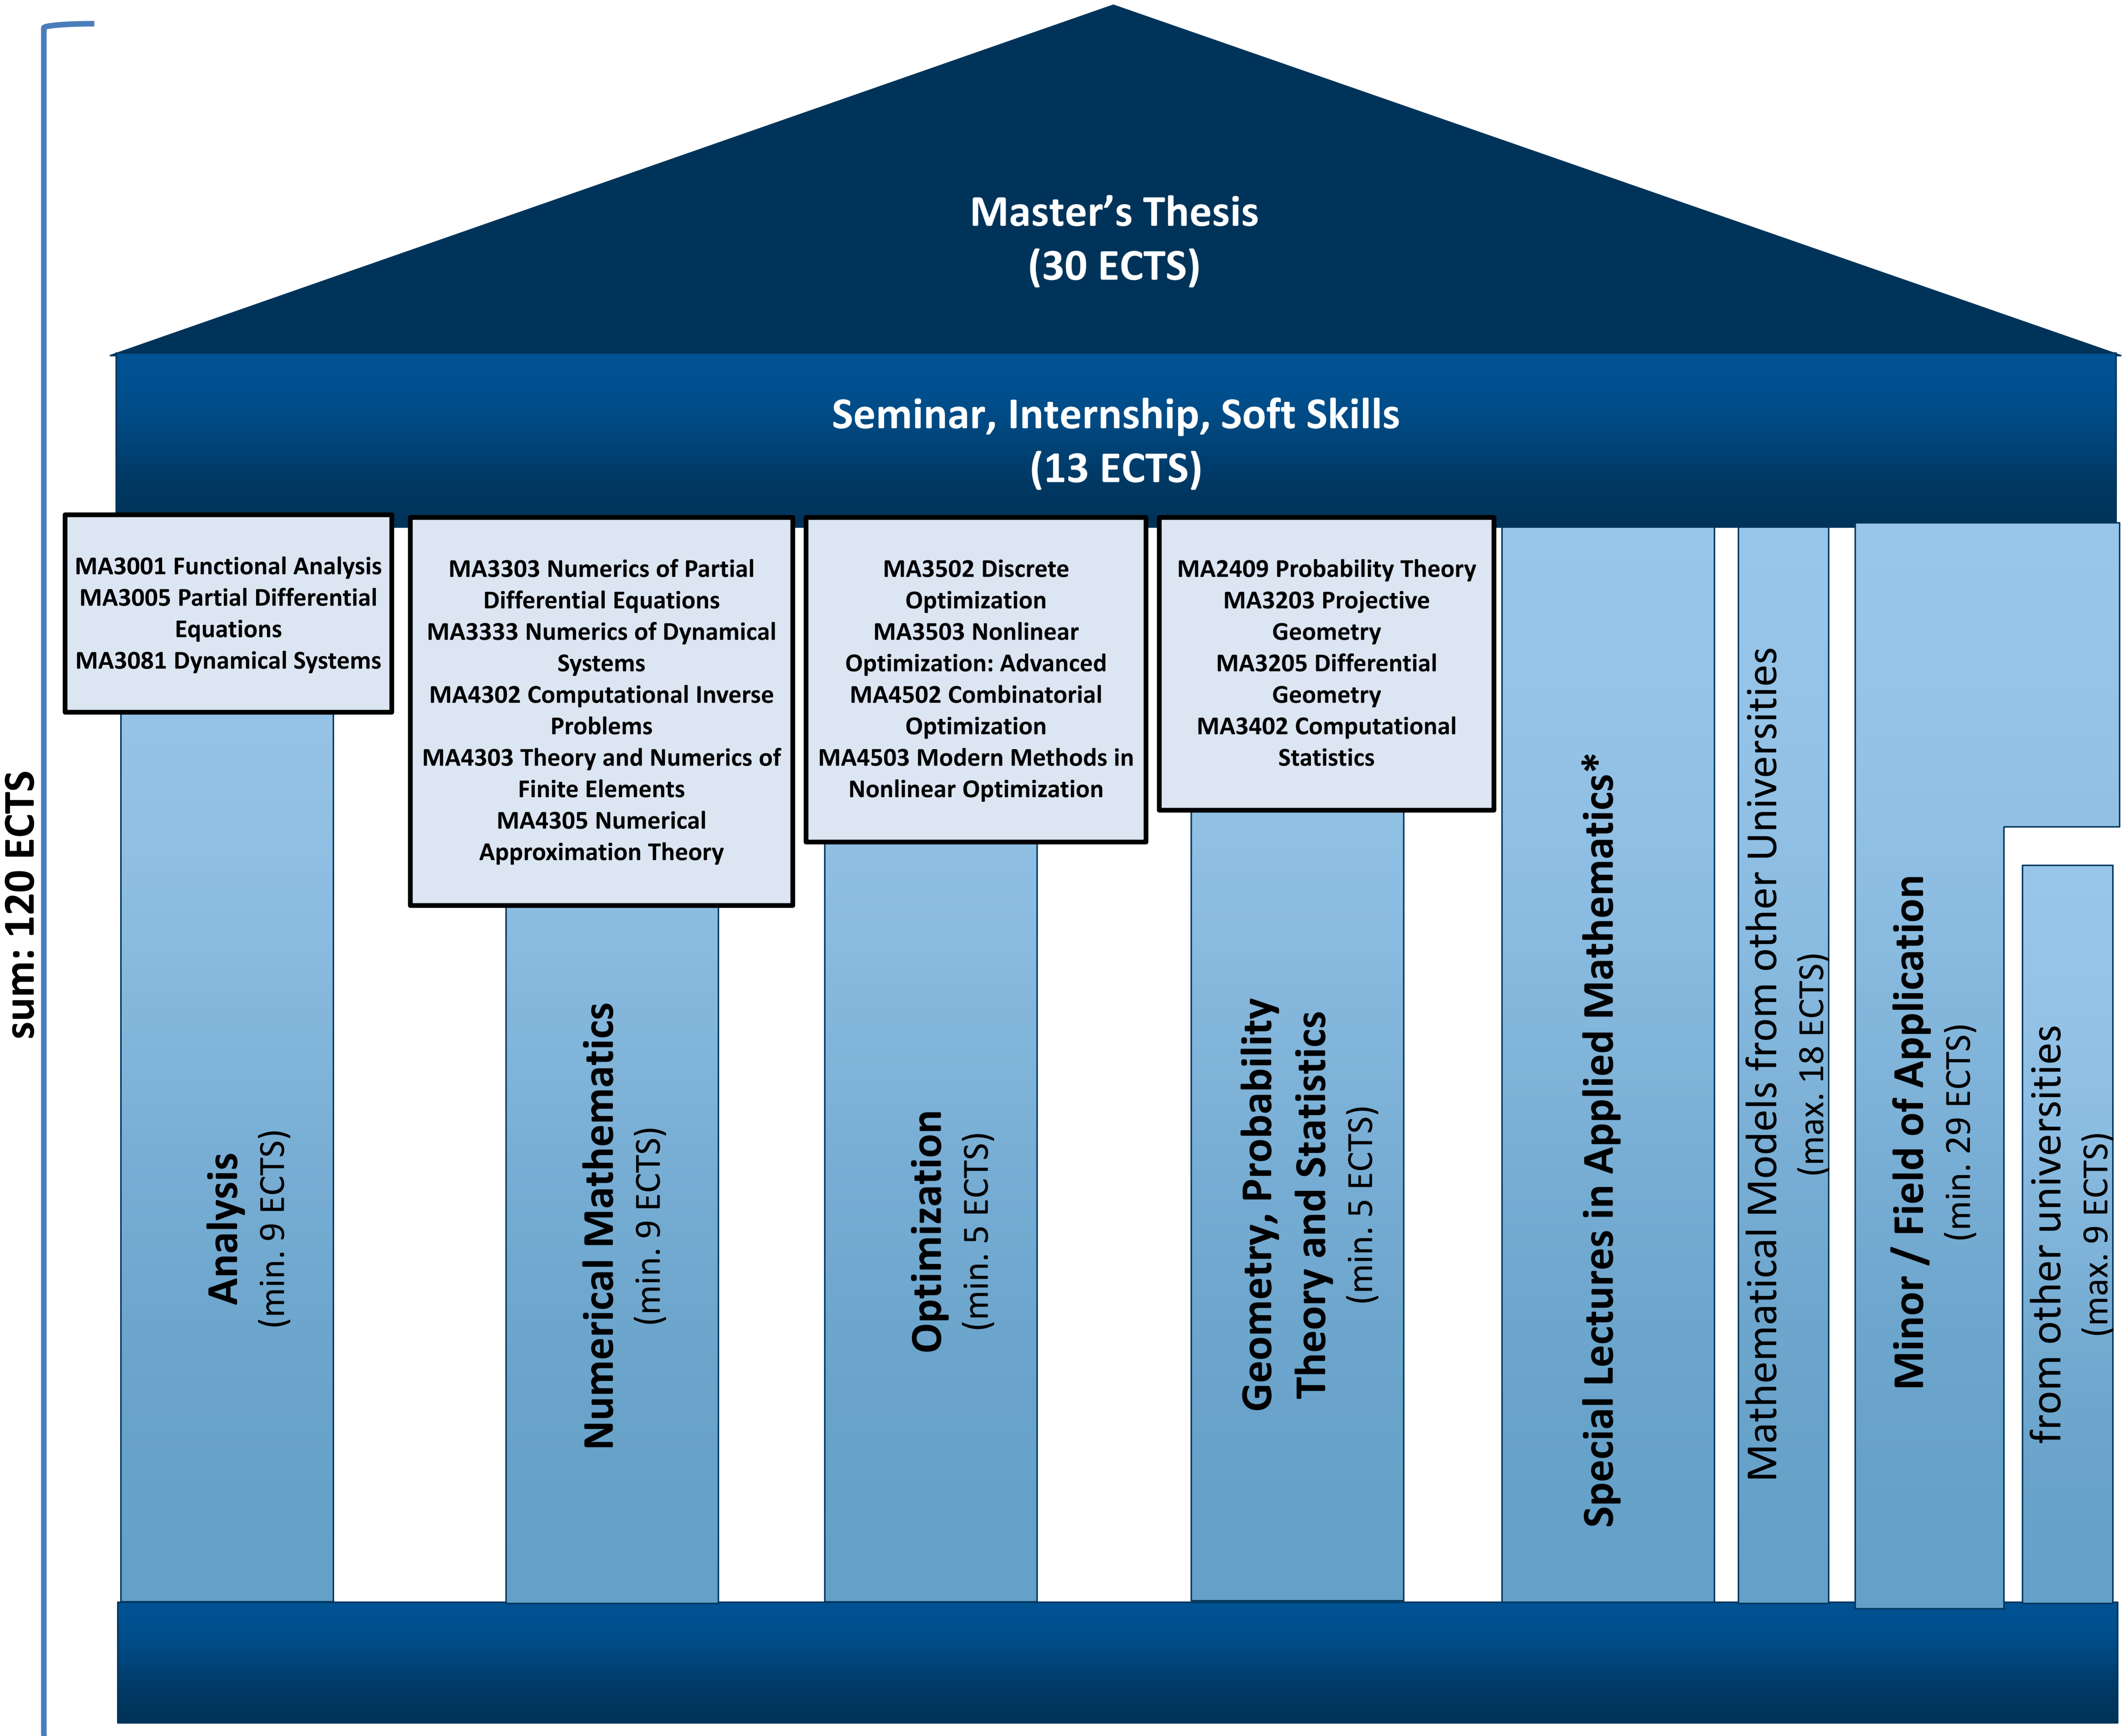 Master’s Thesis
(30 ECTS)
Seminar, Internship, Soft Skills
(13 ECTS)
sum: 120 ECTS
MA3001 Functional Analysis
MA3005 Partial Differential
Equations
MA3081 Dynamical Systems
Analysis
(min. 9 ECTS)
MA3303 Numerics of Partial
Differential Equations
MA3333 Numerics of Dynamical
Systems
MA4302 Computational Inverse
Problems
MA4303 Theory and Numerics of
Finite Elements
MA4305 Numerical
Approximation Theory
Numerical Mathematics
(min. 9 ECTS)
MA3502 Discrete
Optimization
MA3503 Nonlinear
Optimization: Advanced
MA4502 Combinatorial
Optimization
MA4503 Modern Methods in
Nonlinear Optimization
Optimization
(min. 5 ECTS)
MA2409 Probability Theory
MA3203 Projective
Geometry
MA3205 Differential
Geometry
MA3402 Computational
Statistics
Geometry, Probability
Theory and Statistics
(min. 5 ECTS)
Special Lectures in Applied Mathematics*
Mathematical Models from other Universities
(max. 18 ECTS)
Minor / Field of Application
(min. 29 ECTS)
from other universities
(max. 9 ECTS)